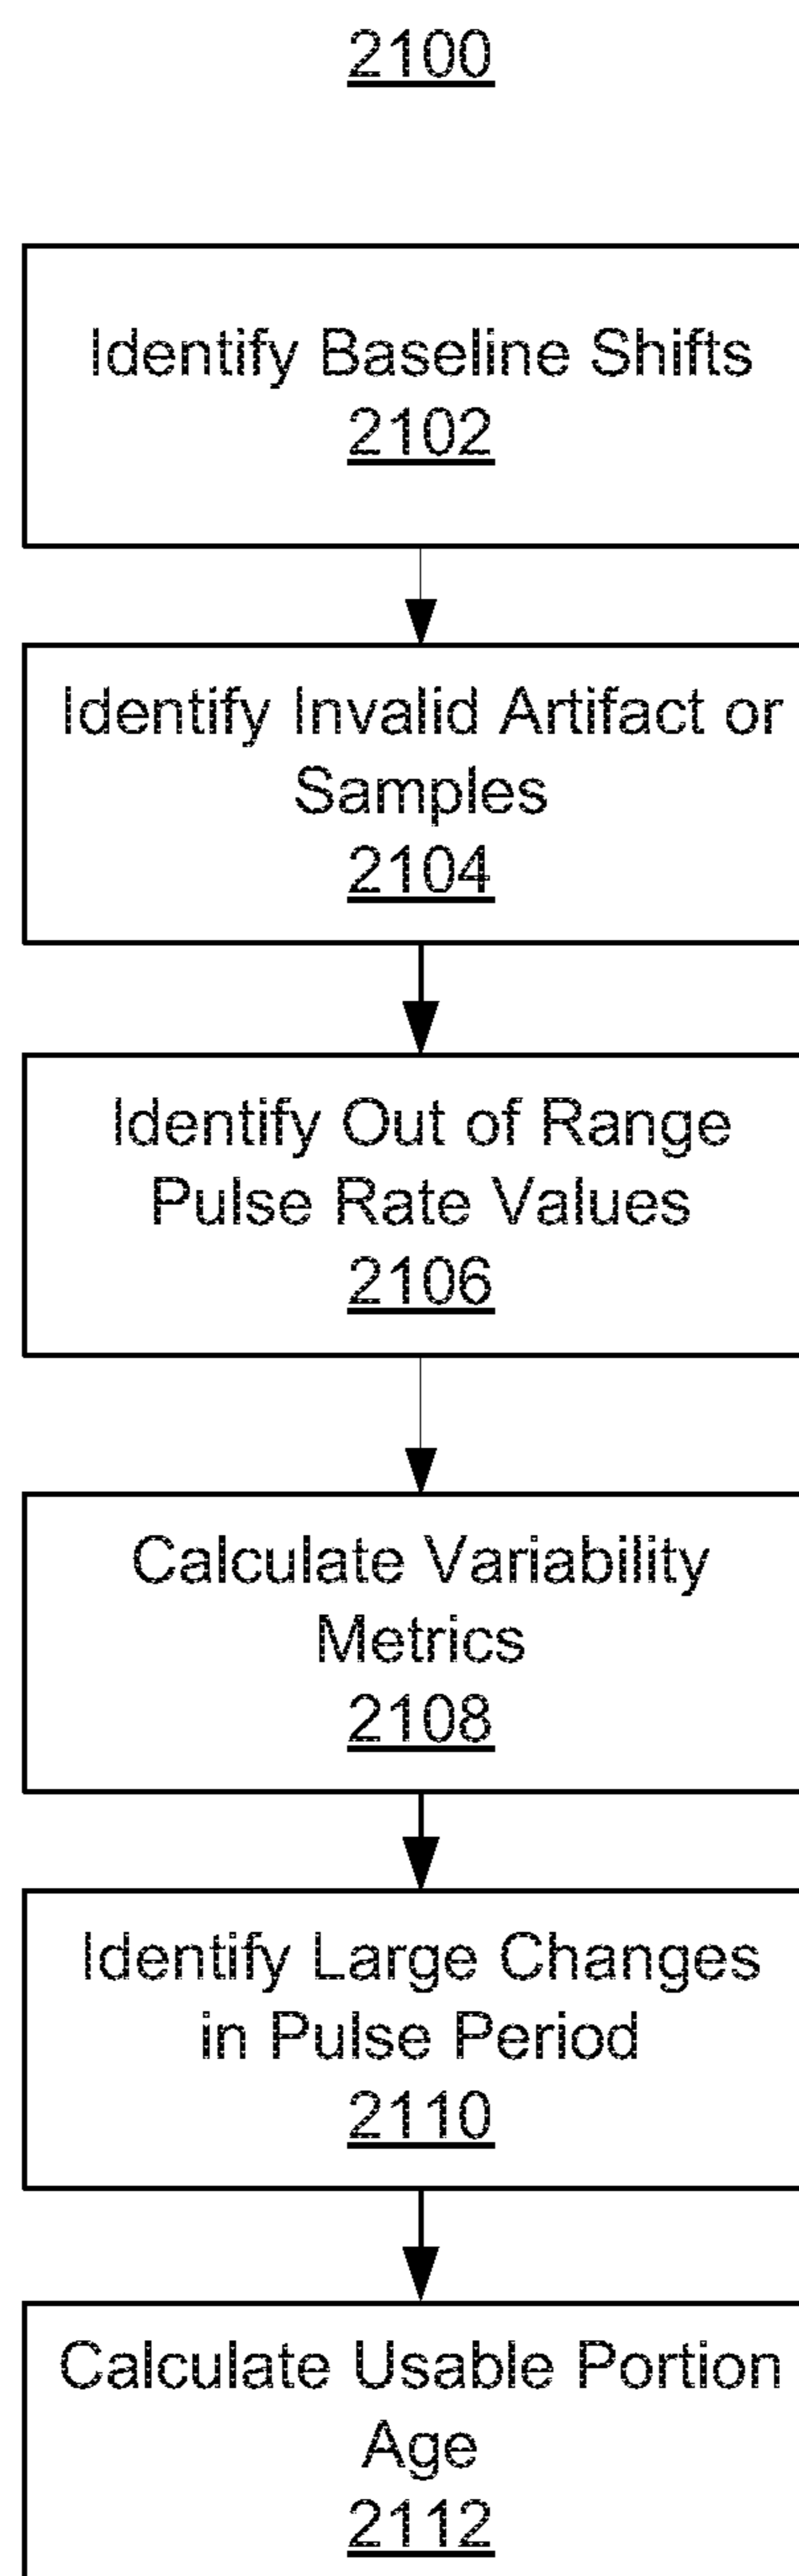 2100
Identify Baseline Shifts
2102
Identify Invalid Artifact or
Samples
2104
Identify Out of Range
Pulse Rate Values
2106
Calculate Variability
Metrics
2108
Identify Large Changes
in Pulse Period
2110
Calculate Usable Portion
Age
2112